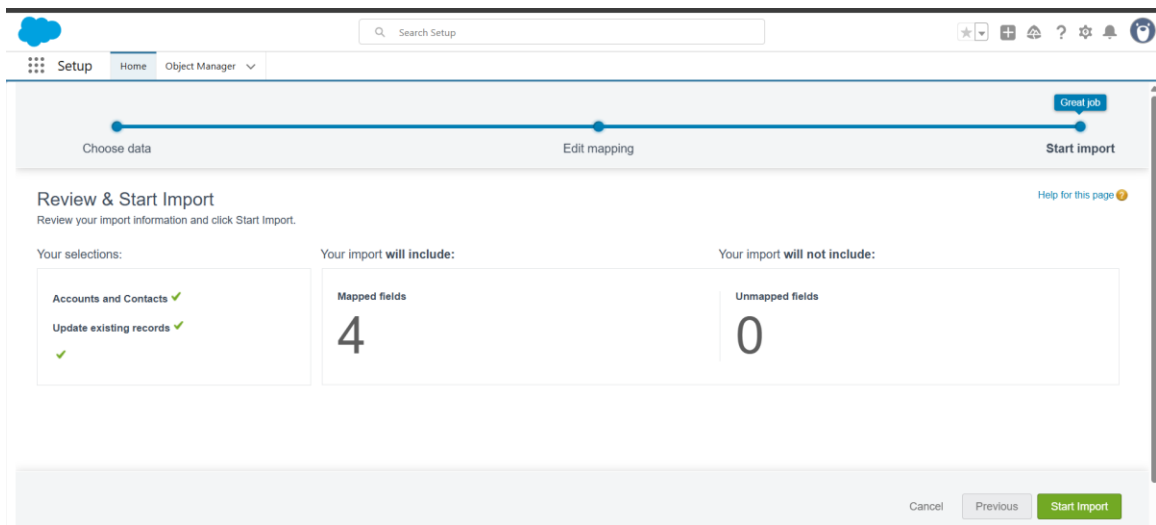 Search Setup
Setup Home Object Manager
Great job
Choose data Edit mapping Start import
Review & Start Import
Help for this page
Review your import information and click Start Import.
Your selections: Your import will include: Your import will not include:
Accounts and Contacts
Mapped fields
Unmapped fields
Update existing records
4
0
Cancel Previous Start Import